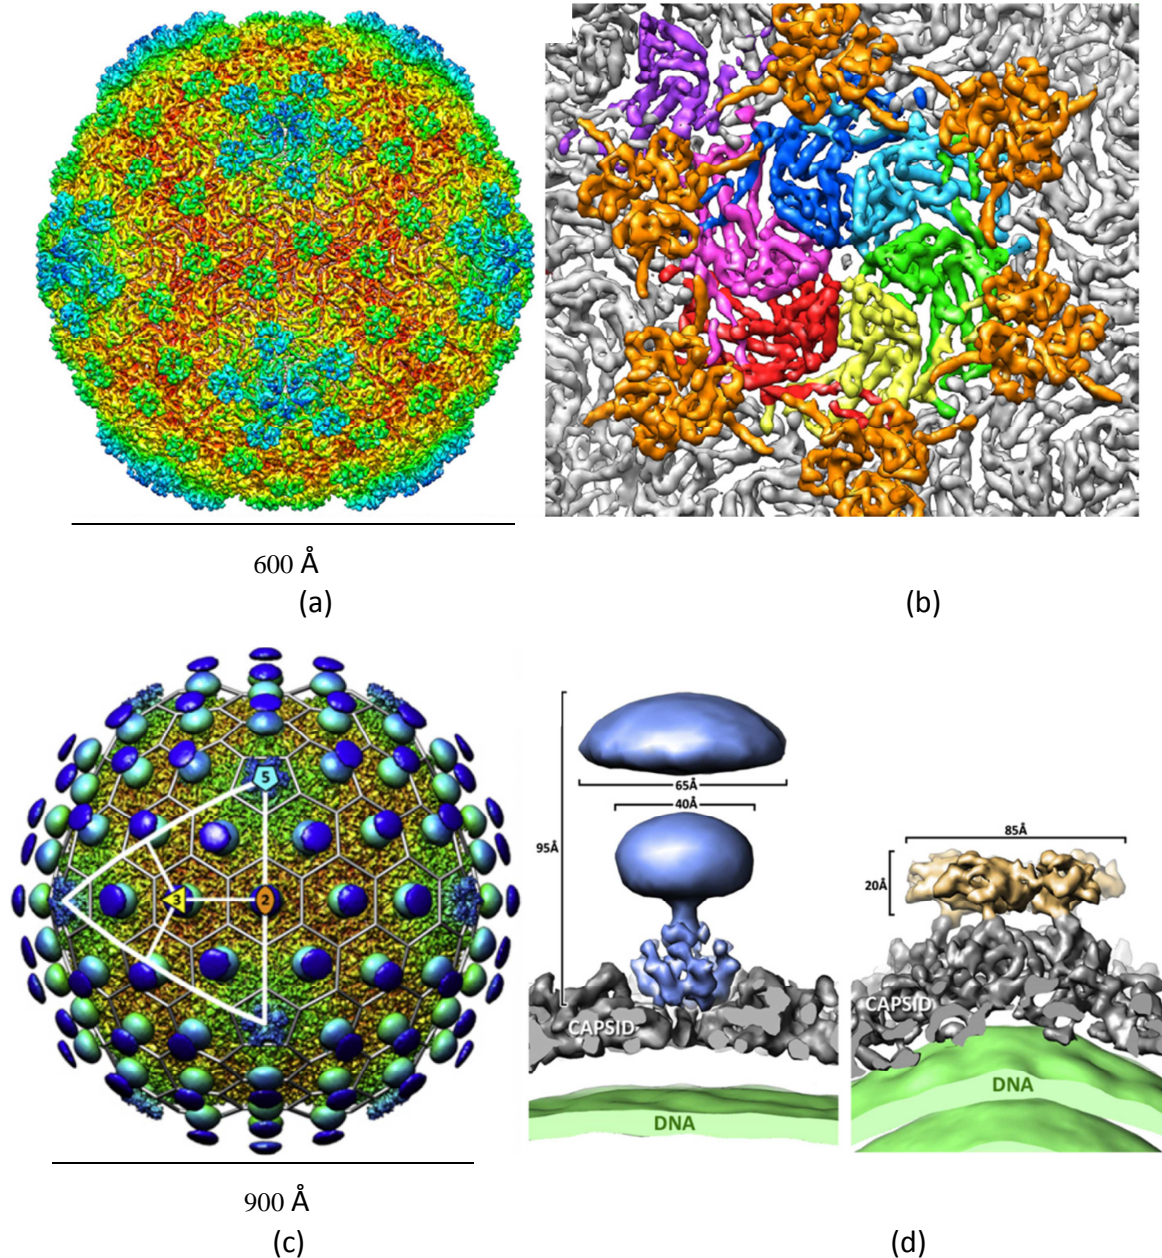 600 Å
(a)
(b)
5
3
2
900 Å
(c)
95Å
65Å
40Å
CAPSID
DNA
85Å
20Å
CAPSID
DNA
(d)